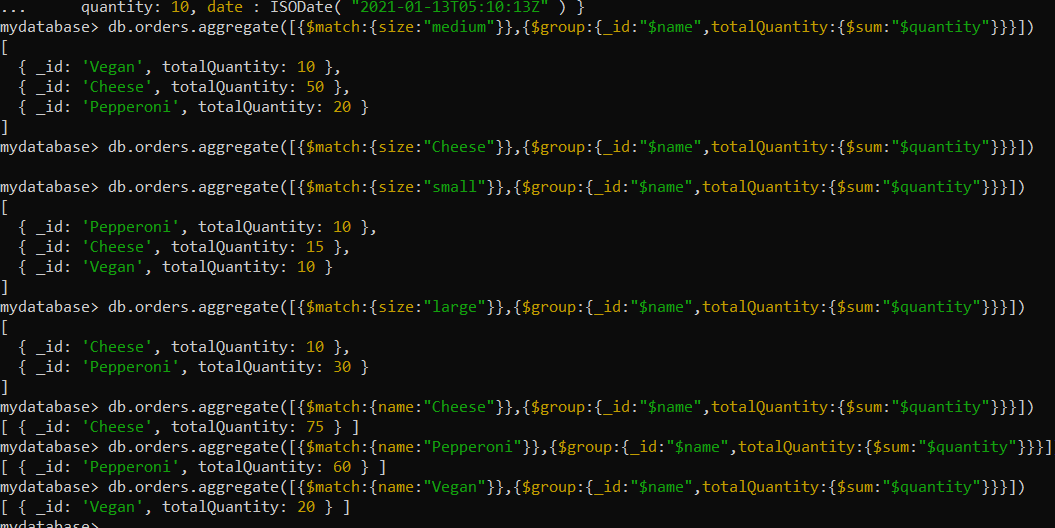 ...      quantity: 10, date : ISODate( "2021-01-13T05:10:13Z" ) }
mydatabase> db.orders.aggregate([{$match:{size:"medium"}},{$group:{_id:"$name",totalQuantity:{$sum:"$quantity"}}}])
[
  { _id: 'Vegan', totalQuantity: 10 },
  { _id: 'Cheese', totalQuantity: 50 },
  { _id: 'Pepperoni', totalQuantity: 20 }
]
mydatabase> db.orders.aggregate([{$match:{size:"Cheese"}},{$group:{_id:"$name",totalQuantity:{$sum:"$quantity"}}}])

mydatabase> db.orders.aggregate([{$match:{size:"small"}},{$group:{_id:"$name",totalQuantity:{$sum:"$quantity"}}}])
[
  { _id: 'Pepperoni', totalQuantity: 10 },
  { _id: 'Cheese', totalQuantity: 15 },
  { _id: 'Vegan', totalQuantity: 10 }
]
mydatabase> db.orders.aggregate([{$match:{size:"large"}},{$group:{_id:"$name",totalQuantity:{$sum:"$quantity"}}}])
[
  { _id: 'Cheese', totalQuantity: 10 },
  { _id: 'Pepperoni', totalQuantity: 30 }
]
mydatabase> db.orders.aggregate([{$match:{name:"Cheese"}},{$group:{_id:"$name",totalQuantity:{$sum:"$quantity"}}}])
[ { _id: 'Cheese', totalQuantity: 75 } ]
mydatabase> db.orders.aggregate([{$match:{name:"Pepperoni"}},{$group:{_id:"$name",totalQuantity:{$sum:"$quantity"}}}]
[ { _id: 'Pepperoni', totalQuantity: 60 } ]
mydatabase> db.orders.aggregate([{$match:{name:"Vegan"}},{$group:{_id:"$name",totalQuantity:{$sum:"$quantity"}}}])
[ { _id: 'Vegan', totalQuantity: 20 } ]
mydatabase>